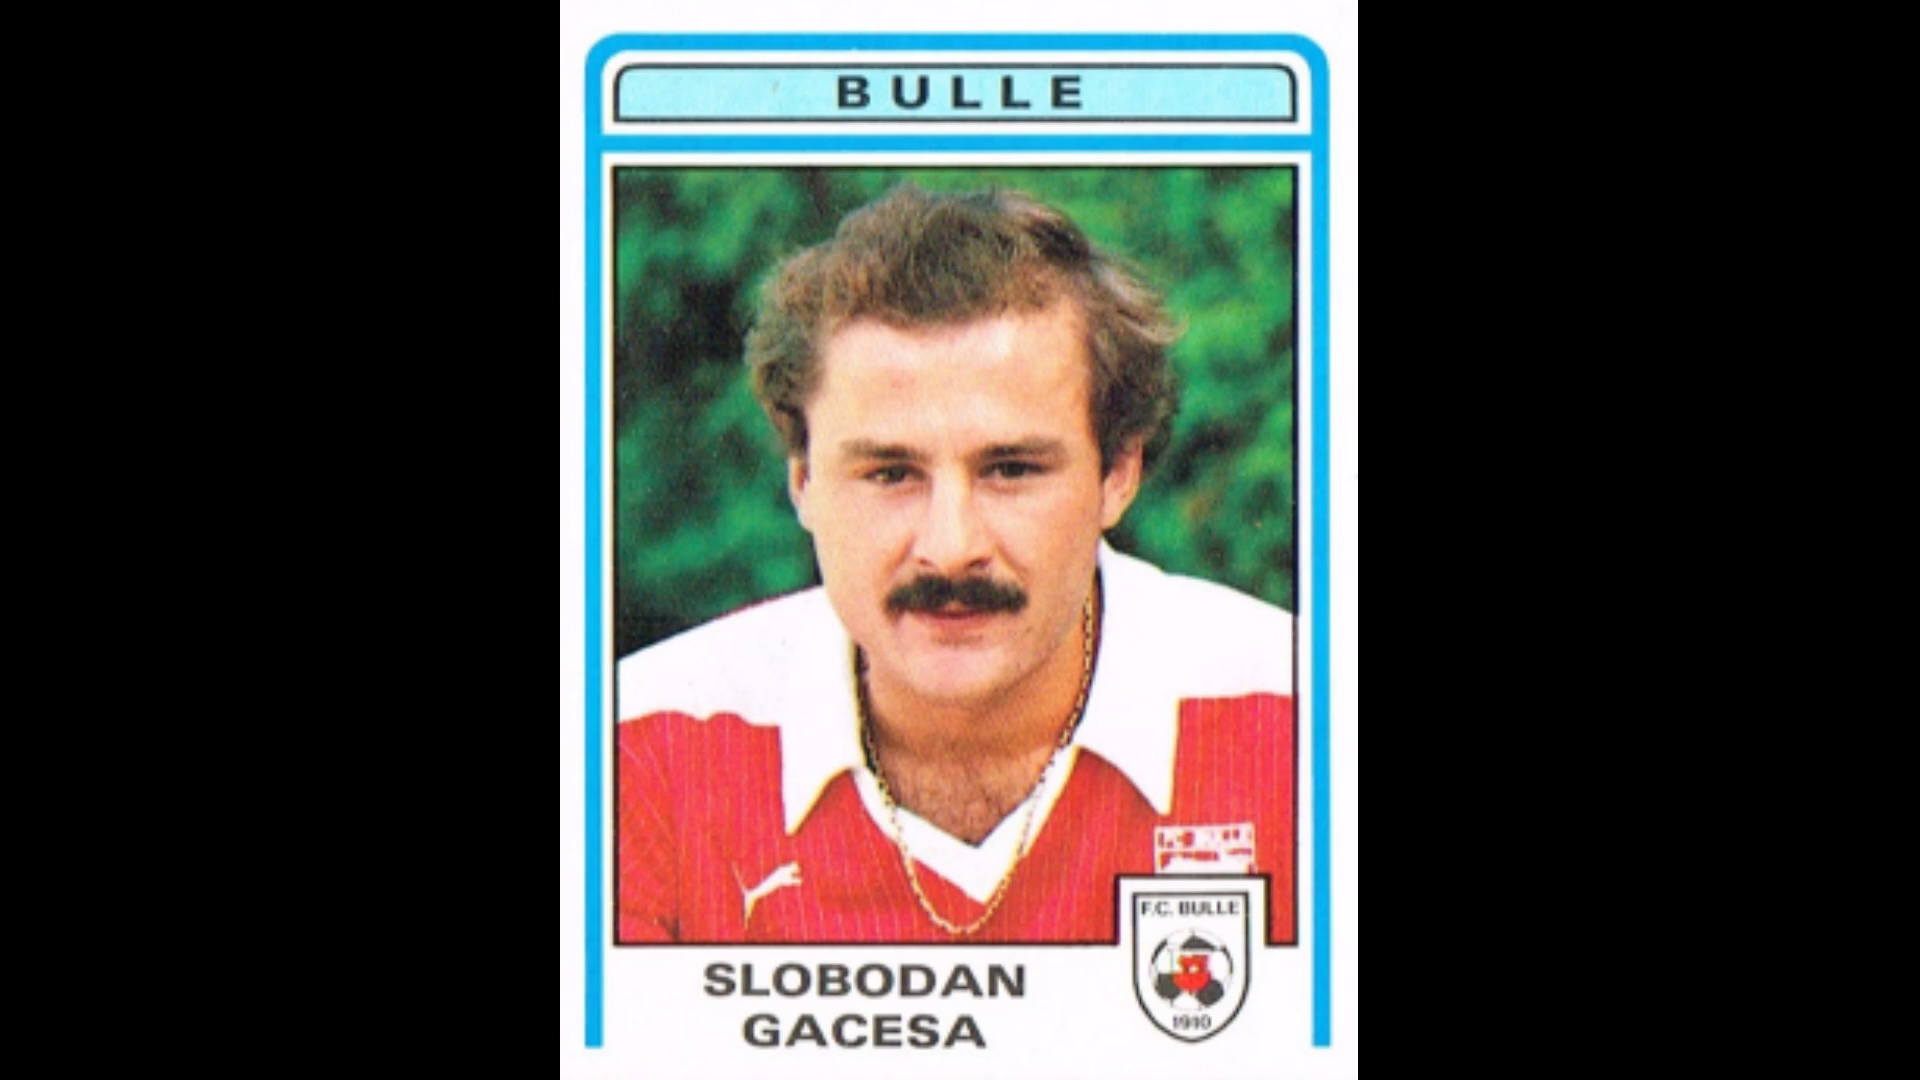 BULLE
F.C. BULLE
1910
SLOBODAN
GACESA